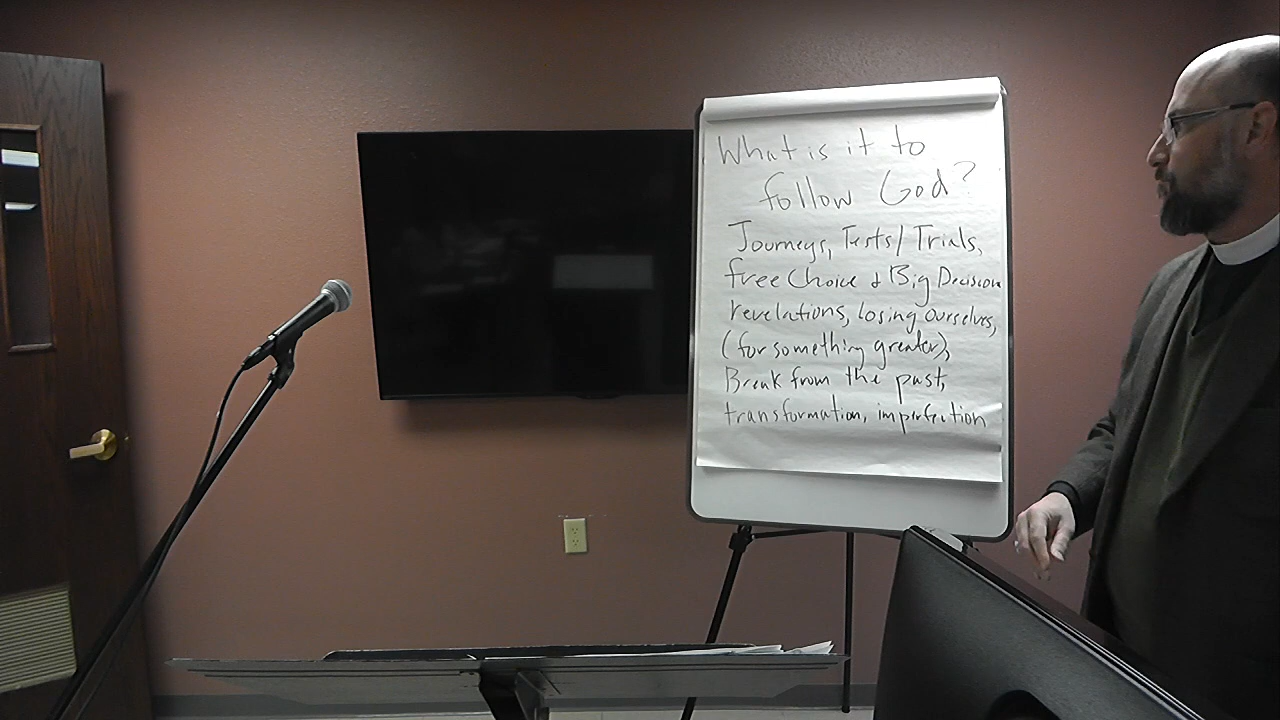 What is it to
follow God?
Journeys, Tests/Trials,
free Choice & Big Decision
revelations, losing ourselves,
(for something greater),
Break from the past,
transformation, imperfection